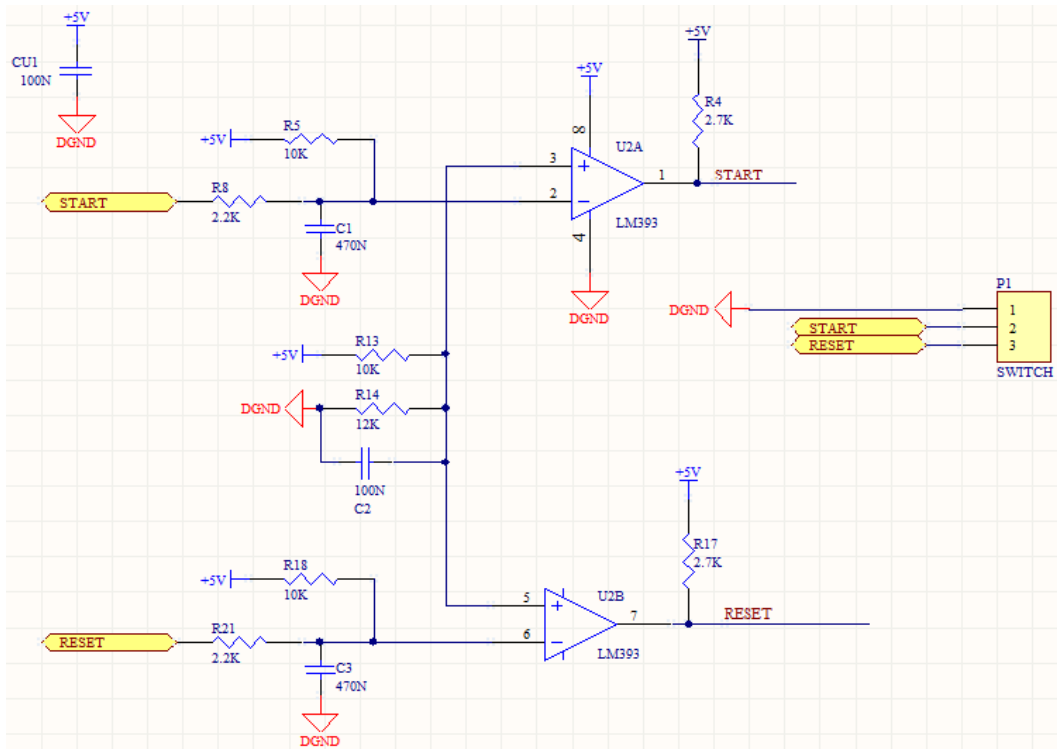 +5V
CU1
100N
DGND
+5V
R5
10K
START
R8
2.2K
C1
470N
DGND
+5V
8
3
2
1
4
U2A
LM393
DGND
+5V
R4
2.7K
START
P1
DGND
1
START
2
RESET
3
SWITCH
+5V
R13
10K
DGND
R14
12K
100N
C2
+5V
R18
10K
RESET
R21
2.2K
C3
470N
DGND
5
6
7
U2B
LM393
+5V
R17
2.7K
RESET